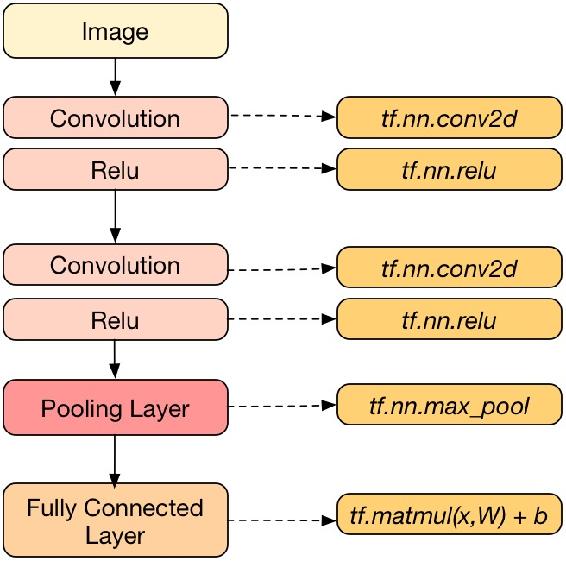 Image
Convolution
tf.nn.conv2d
Relu
tf.nn.relu
Convolution
tf.nn.conv2d
Relu
tf.nn.relu
Pooling Layer
tf.nn.max_pool
Fully Connected
Layer
tf.matmul(x,W) + b